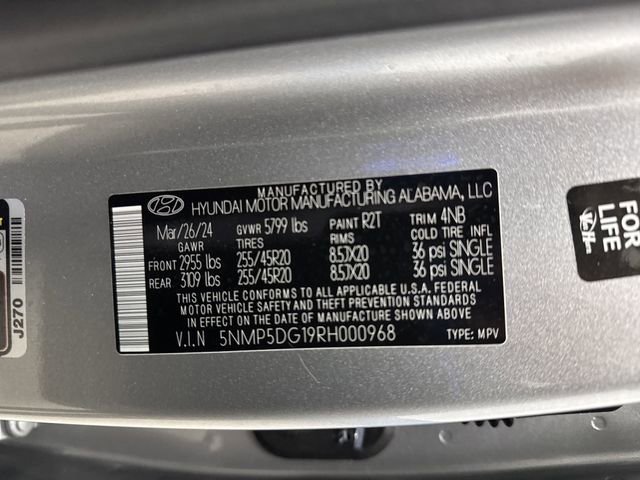 MANUFACTURED BY
HYUNDAI MOTOR MANUFACTURING ALABAMA, LLC
Mar/26/24 GVWR 5799 lbs PAINT R2T TRIM 4NB
GAWR TIRES RIMS COLD TIRE INFL
FRONT 2955 lbs 255/45R20 8.5JX20 36 psi SINGLE
REAR 3109 lbs 255/45R20 8.5JX20 36 psi SINGLE
THIS VEHICLE CONFORMS TO ALL APPLICABLE U.S.A. FEDERAL
MOTOR VEHICLE SAFETY AND THEFT PREVENTION STANDARDS
IN EFFECT ON THE DATE OF MANUFACTURE SHOWN ABOVE.
V.I.N 5NMP5DG19RH000968 TYPE: MPV
J270
FOR
LIFE